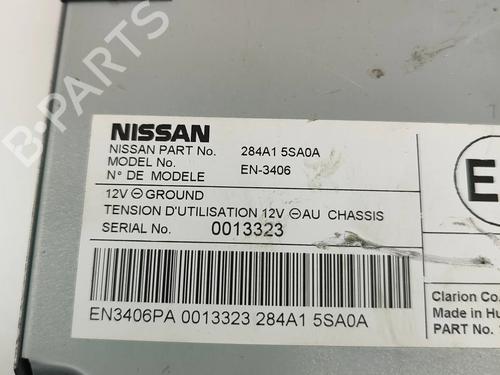 B-PARTS
NISSAN
NISSAN PART No. 284A1 5SA0A
MODEL No. EN-3406
N° DE MODELE
12V ⊖ GROUND
TENSION D'UTILISATION 12V ⊖ AU CHASSIS
SERIAL No. 0013323
EN3406PA 0013323 284A1 5SA0A
E
Clarion Co.
Made in Hu
PART No.